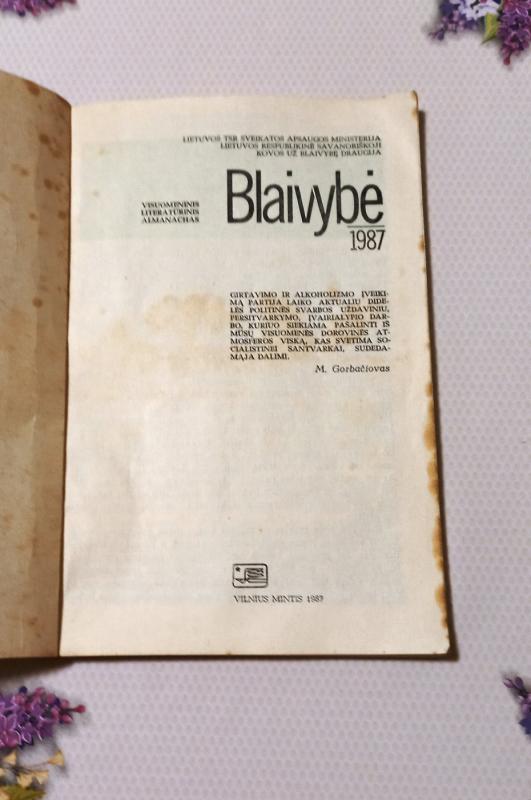 LIETUVOS TSR SVEIKATOS APSAUGOS MINISTERIJA
LIETUVOS RESPUBLIKINĖ SAVANORIŠKOJI
KOVOS UŽ BLAIVYBĘ DRAUGIJA
VISUOMENINIS
LITERATŪRINIS
ALMANACHAS
Blaivybė
1987
GIRTAVIMO IR ALKOHOLIZMO ĮVEIKI-
MĄ PARTIJA LAIKO AKTUALIU DIDE-
LĖS POLITINĖS SVARBOS UŽDAVINIU,
PERSITVARKYMO, ĮVAIRIALYPIO DAR-
BO, KURIUO SIEKIAMA PAŠALINTI IŠ
MŪSŲ VISUOMENĖS DOROVINĖS AT-
MOSFEROS VISKĄ, KAS SVETIMA SO-
CIALISTINEI SANTVARKAI, SUDEDA-
MĄJA DALIMI.
M. Gorbačiovas
VILNIUS MINTIS 1987